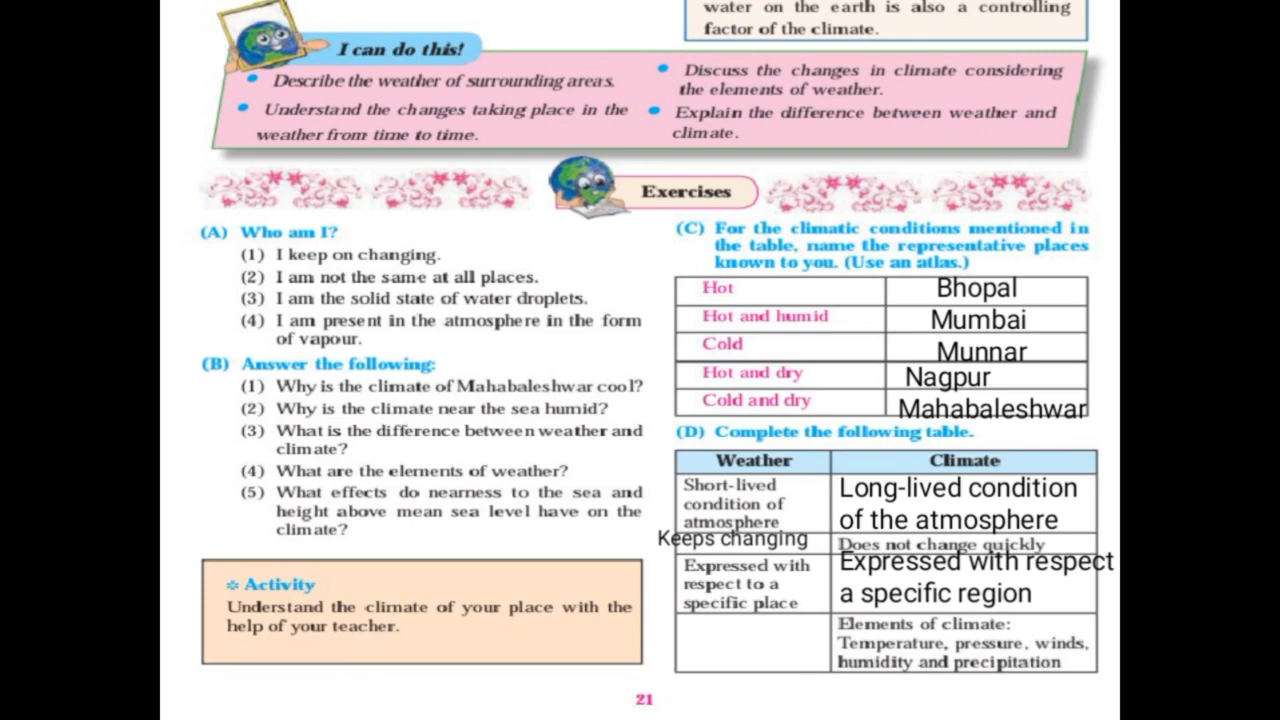 water on the earth is also a controlling
factor of the climate.
I can do this!
Describe the weather of surrounding areas.
Understand the changes taking place in the
weather from time to time.
Discuss the changes in climate considering
the elements of weather.
Explain the difference between weather and
climate.
Exercises
(A) Who am I?
(1) I keep on changing.
(2) I am not the same at all places.
(3) I am the solid state of water droplets.
(4) I am present in the atmosphere in the form
of vapour.
(B) Answer the following:
(1) Why is the climate of Mahabaleshwar cool?
(2) Why is the climate near the sea humid?
(3) What is the difference between weather and
climate?
(4) What are the elements of weather?
(5) What effects do nearness to the sea and
height above mean sea level have on the
climate?
* Activity
Understand the climate of your place with the
help of your teacher.
(C) For the climatic conditions mentioned in
the table, name the representative places
known to you. (Use an atlas.)
Hot Bhopal
Hot and humid Mumbai
Cold Munnar
Hot and dry Nagpur
Cold and dry Mahabaleshwar
(D) Complete the following table.
Weather Climate
Short-lived
condition of
atmosphere
Long-lived condition
of the atmosphere
Keeps changing Does not change quickly
Expressed with
respect to a
specific place
Expressed with respect
a specific region
Elements of climate:
Temperature, pressure, winds,
humidity and precipitation
21